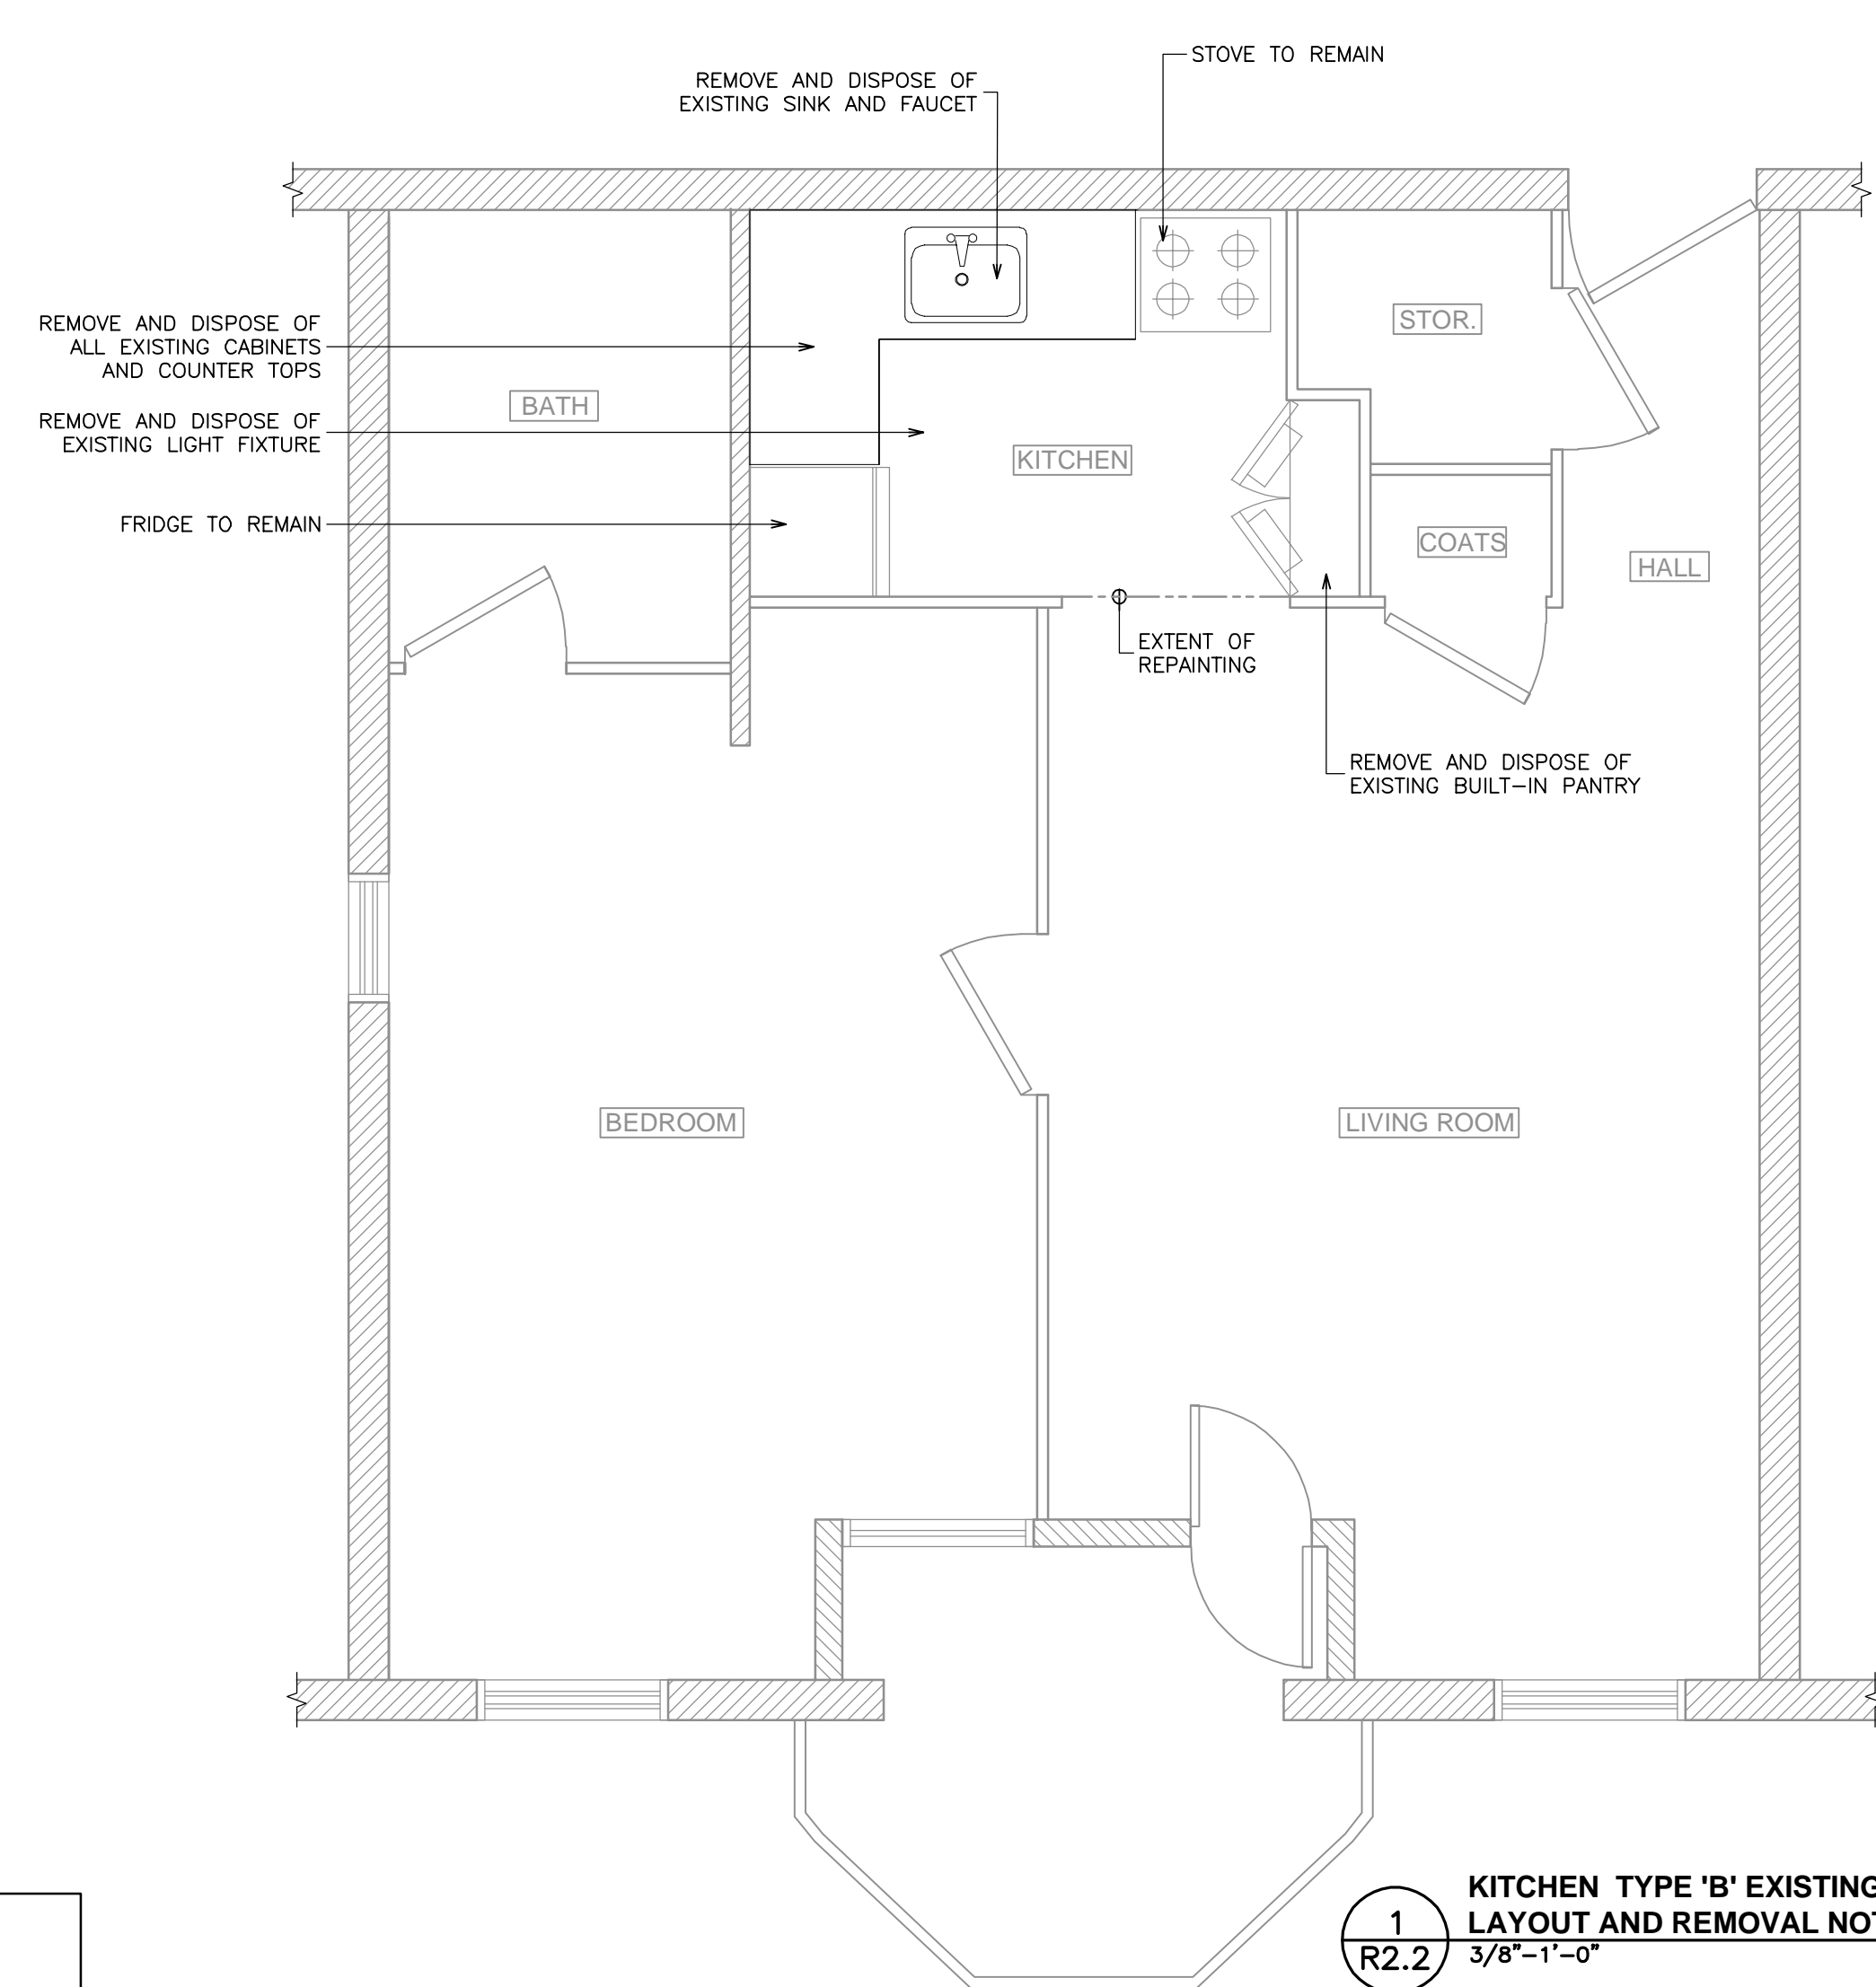 STOVE TO REMAIN
REMOVE AND DISPOSE OF
EXISTING SINK AND FAUCET
REMOVE AND DISPOSE OF
ALL EXISTING CABINETS
AND COUNTER TOPS
STOR.
BATH
REMOVE AND DISPOSE OF
EXISTING LIGHT FIXTURE
KITCHEN
FRIDGE TO REMAIN
COATS
HALL
EXTENT OF
REPAINTING
REMOVE AND DISPOSE OF
EXISTING BUILT-IN PANTRY
BEDROOM
LIVING ROOM
1
R2.2
KITCHEN TYPE 'B' EXISTING
LAYOUT AND REMOVAL
3/8"-1'-0"